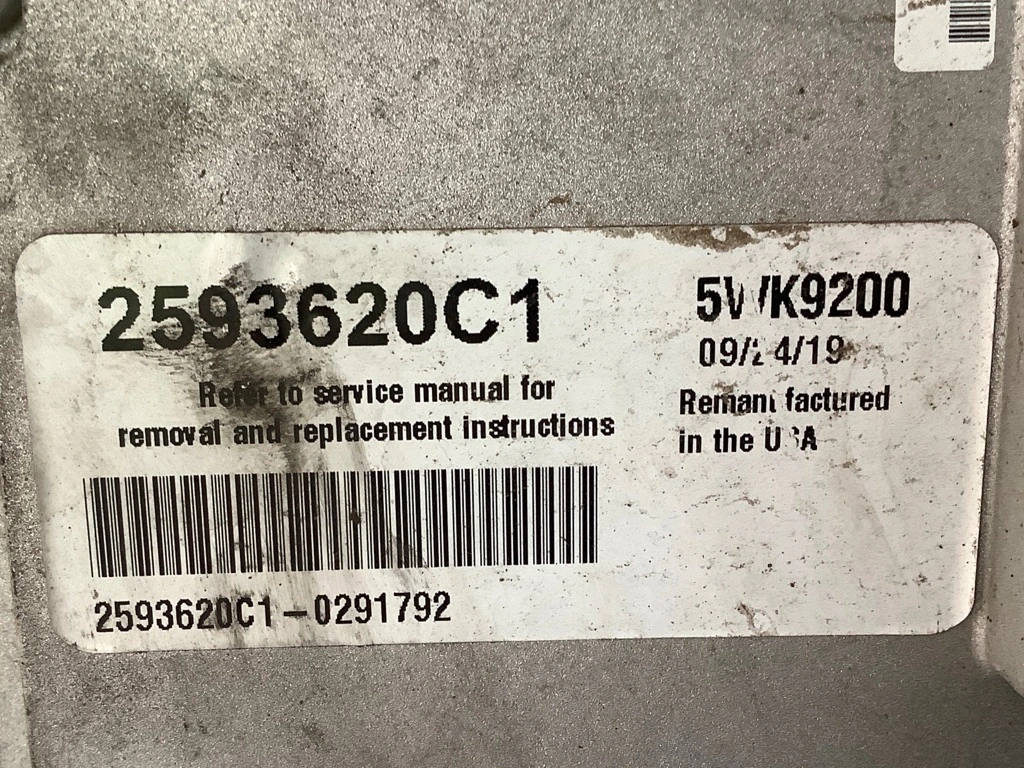 2593620C1
Refer to service manual for
removal and replacement instructions
2593620C1-0291792
5WK9200
09/24/19
Remanufactured
in the USA